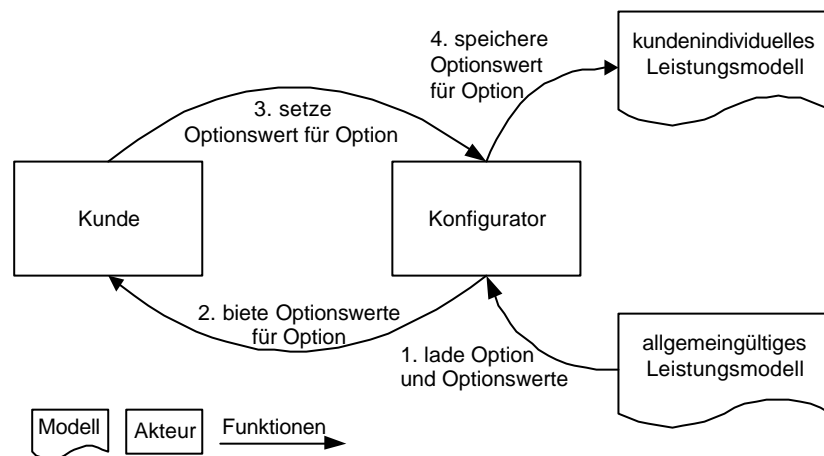 4. speichere
Optionswert
für Option
kundenindividuelles
Leistungsmodell
3. setze
Optionswert für Option
Kunde
Konfigurator
2. biete Optionswerte
für Option
1. lade Option
und Optionswerte
allgemeingültiges
Leistungsmodell
Modell
Akteur
Funktionen